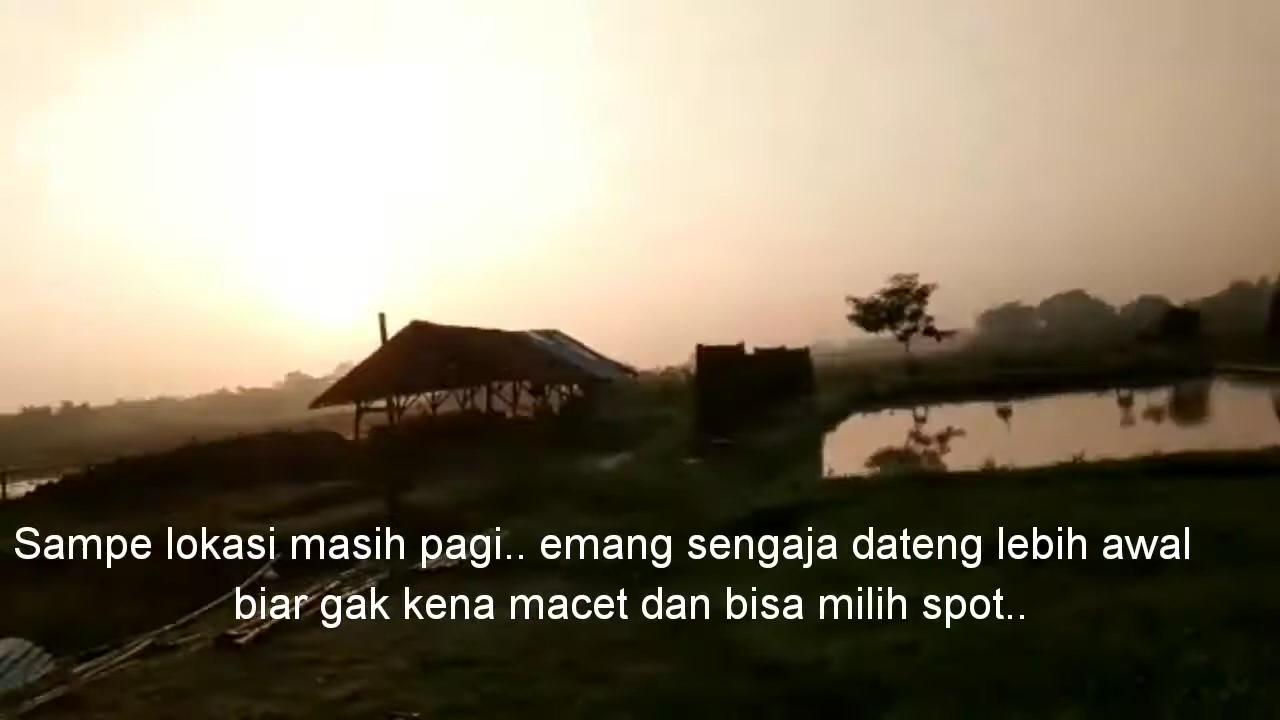 Sampe lokasi masih pagi.. emang sengaja dateng lebih awal
biar gak kena macet dan bisa milih spot..